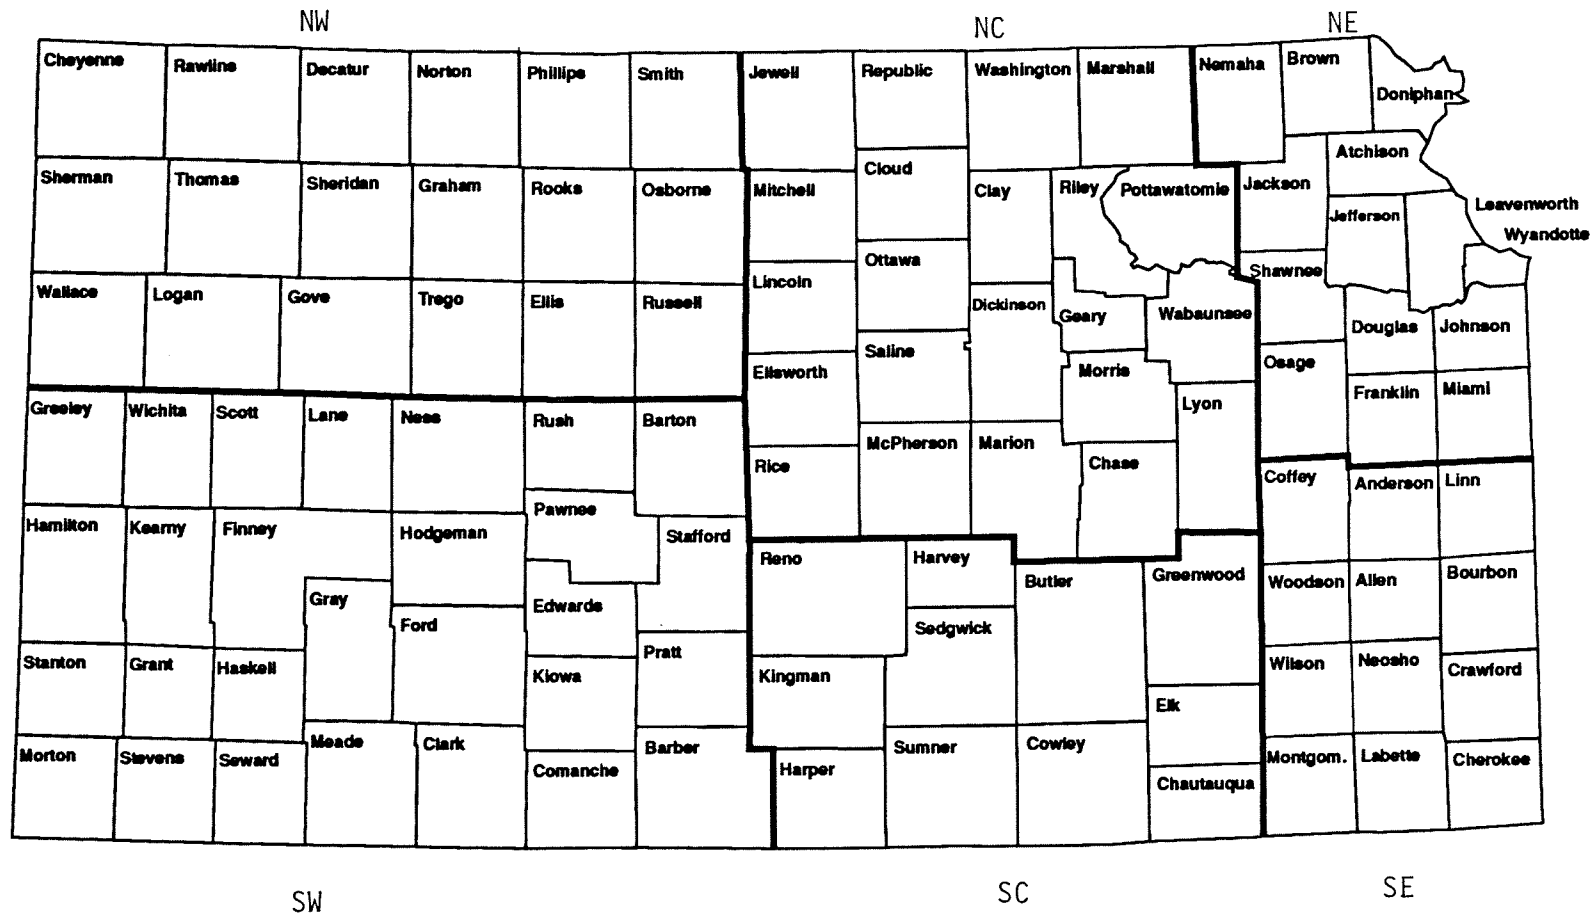 NW NC NE
Cheyenne Rawlins Decatur Norton Phillips Smith Jewell Republic Washington Marshall Nemaha Brown
Doniphan
Atchison
Sherman Thomas Sheridan Graham Rooks Osborne Mitchell Cloud Clay Riley Pottawatomie Jackson
Jefferson Leavenworth
Wyandotte
Wallace Logan Gove Trego Ellis Russell Lincoln Ottawa Dickinson Geary Wabaunsee Shawnee
Douglas Johnson
Ellsworth Saline Morris Osage
Franklin Miami
Greeley Wichita Scott Lane Ness Rush Barton Lyon
Rice McPherson Marion Chase Coffey Anderson Linn
Hamilton Kearny Finney Hodgeman Pawnee Stafford
Reno Harvey Butler Greenwood Woodson Allen Bourbon
Gray Ford Edwards Sedgwick
Stanton Grant Haskell Kiowa Pratt Kingman Wilson Neosho Crawford
Elk
Morton Stevens Seward Meade Clark Comanche Barber Harper Sumner Cowley Chautauqua Montgom. Labette Cherokee
SW SC SE